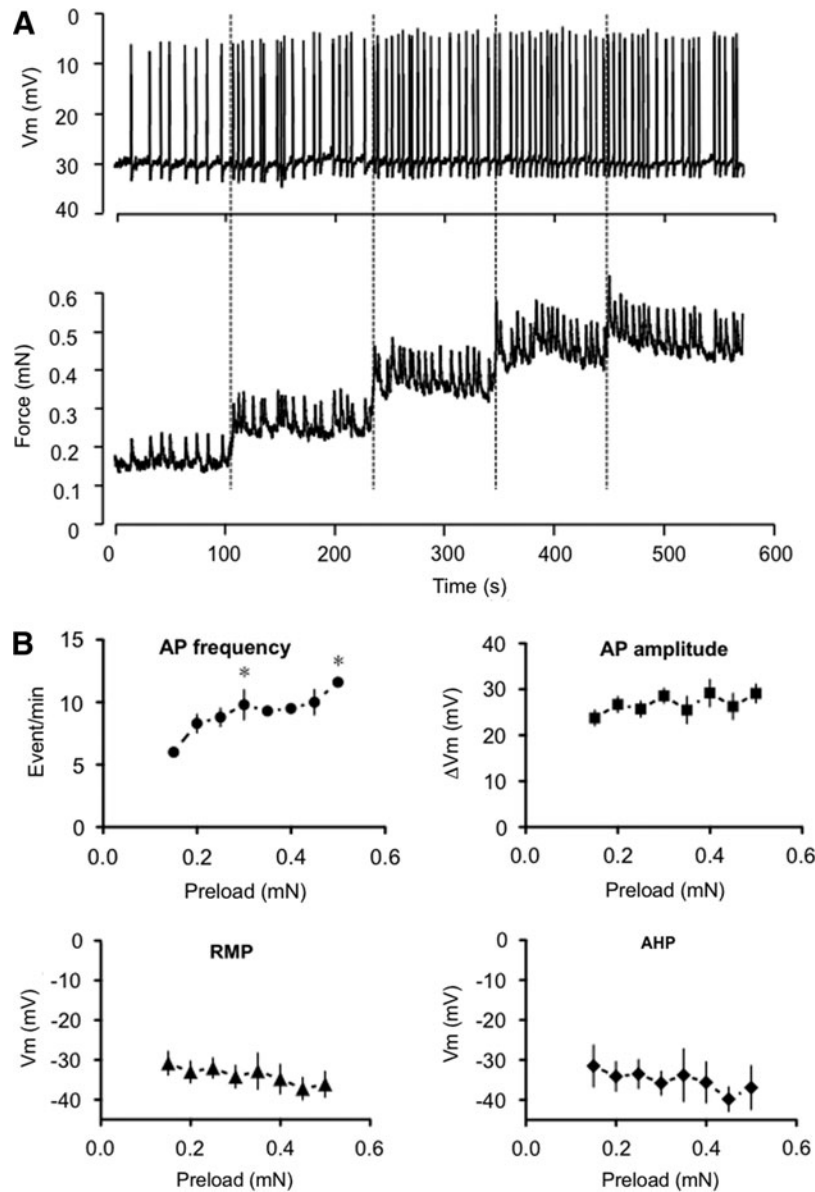 A
0
10
20
30
40
Vm (mV)
0.6
0.5
0.4
0.3
0.2
0.1
0
Force (mN)
0 100 200 300 400 500 600
Time (s)
B
AP frequency
15
10
5
0
Event/min
* *
0.0 0.2 0.4 0.6
Preload (mN)
AP amplitude
40
30
20
10
0
ΔVm (mV)
0.0 0.2 0.4 0.6
Preload (mN)
RMP
0
-10
-20
-30
-40
Vm (mV)
0.0 0.2 0.4 0.6
Preload (mN)
AHP
0
-10
-20
-30
-40
Vm (mV)
0.0 0.2 0.4 0.6
Preload (mN)